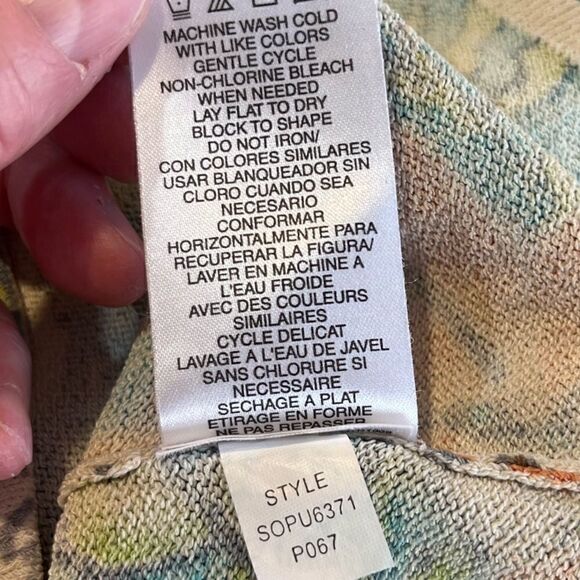 MACHINE WASH COLD
WITH LIKE COLORS
GENTLE CYCLE
NON-CHLORINE BLEACH
WHEN NEEDED
LAY FLAT TO DRY
BLOCK TO SHAPE
DO NOT IRON/
CON COLORES SIMILARES
USAR BLANQUEADOR SIN
CLORO CUANDO SEA
NECESARIO
CONFORMAR
HORIZONTALMENTE PARA
RECUPERAR LA FIGURA/
LAVER EN MACHINE A
L'EAU FROIDE
AVEC DES COULEURS
SIMILAIRES
CYCLE DELICAT
LAVAGE A L'EAU DE JAVEL
SANS CHLORURE SI
NECESSAIRE
SECHAGE A PLAT
ETIRAGE EN FORME
NE PAS REPASSER
STYLE
SOPU6371
P067